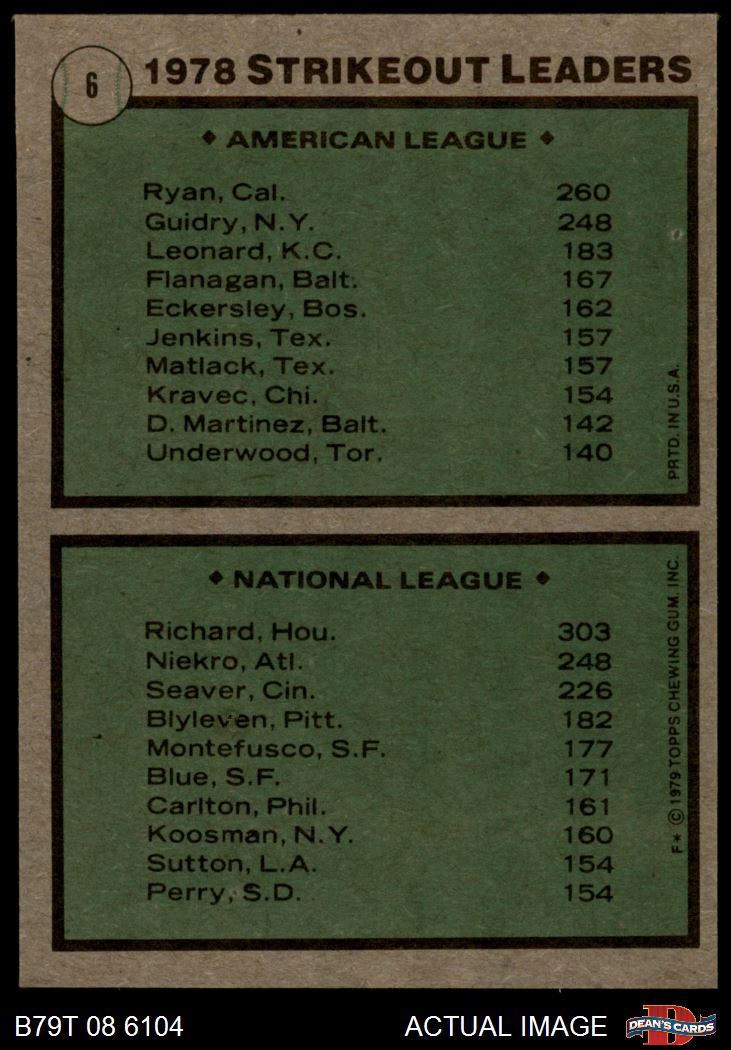 6
1978 STRIKEOUT LEADERS
◆ AMERICAN LEAGUE ◆
Ryan, Cal. 260
Guidry, N.Y. 248
Leonard, K.C. 183
Flanagan, Balt. 167
Eckersley, Bos. 162
Jenkins, Tex. 157
Matlack, Tex. 157
Kravec, Chi. 154
D. Martinez, Balt. 142
Underwood, Tor. 140
PRTD. IN U.S.A.
◆ NATIONAL LEAGUE ◆
Richard, Hou. 303
Niekro, Atl. 248
Seaver, Cin. 226
Blyleven, Pitt. 182
Montefusco, S.F. 177
Blue, S.F. 171
Carlton, Phil. 161
Koosman, N.Y. 160
Sutton, L.A. 154
Perry, S.D. 154
F* © 1979 TOPPS CHEWING GUM, INC.
B79T 08 6104
ACTUAL IMAGE
D
DEAN'S CARDS